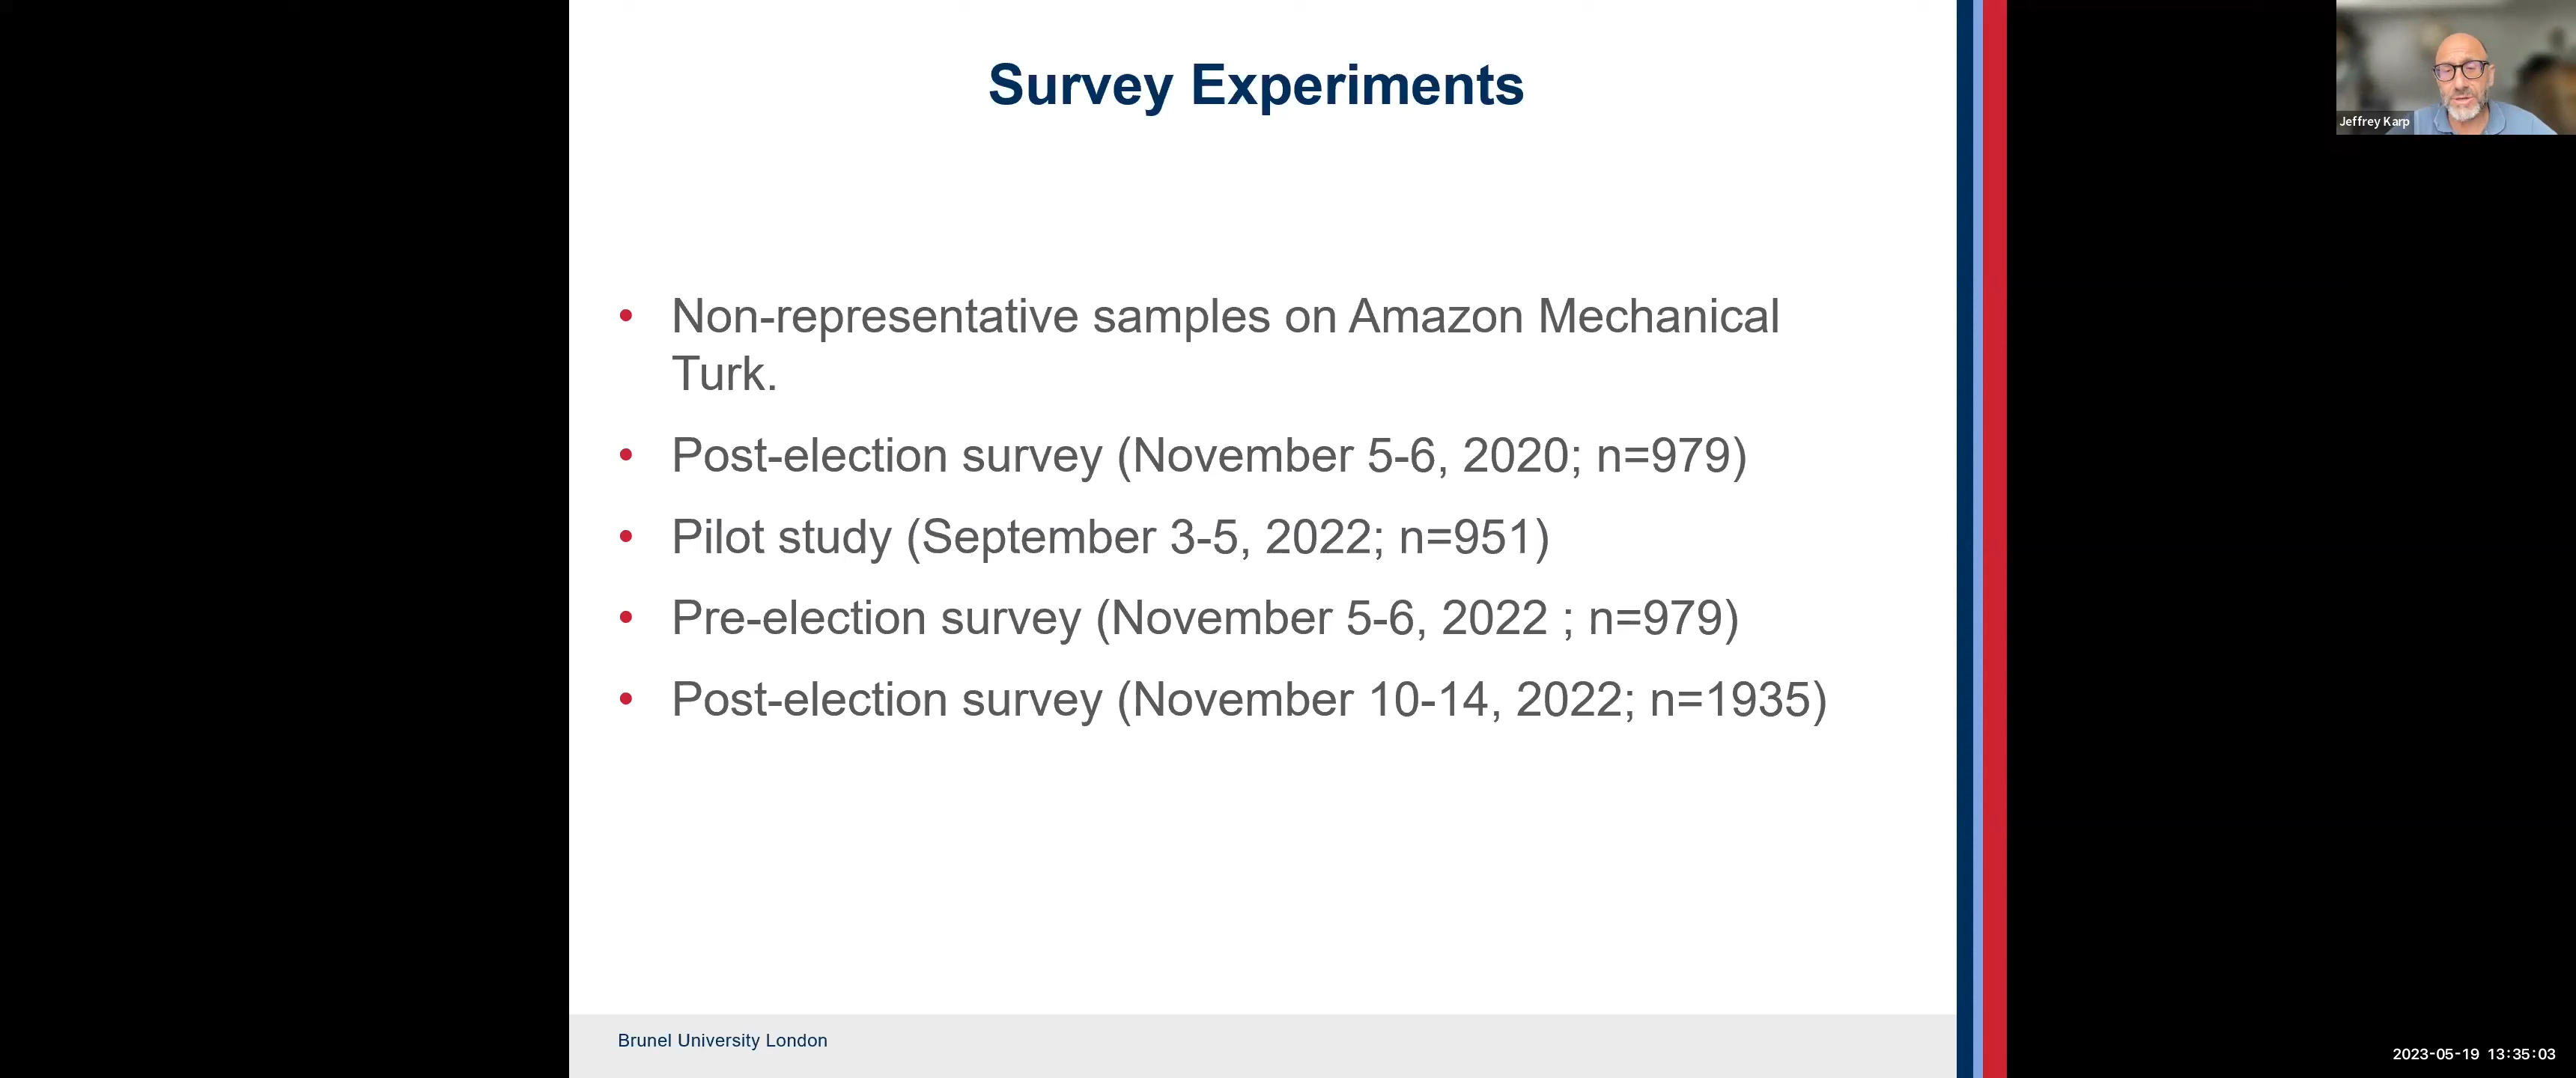 Survey Experiments
Jeffrey Karp
• Non-representative samples on Amazon Mechanical
Turk.
• Post-election survey (November 5-6, 2020; n=979)
• Pilot study (September 3-5, 2022; n=951)
• Pre-election survey (November 5-6, 2022 ; n=979)
• Post-election survey (November 10-14, 2022; n=1935)
Brunel University London
2023-05-19 13:35:03